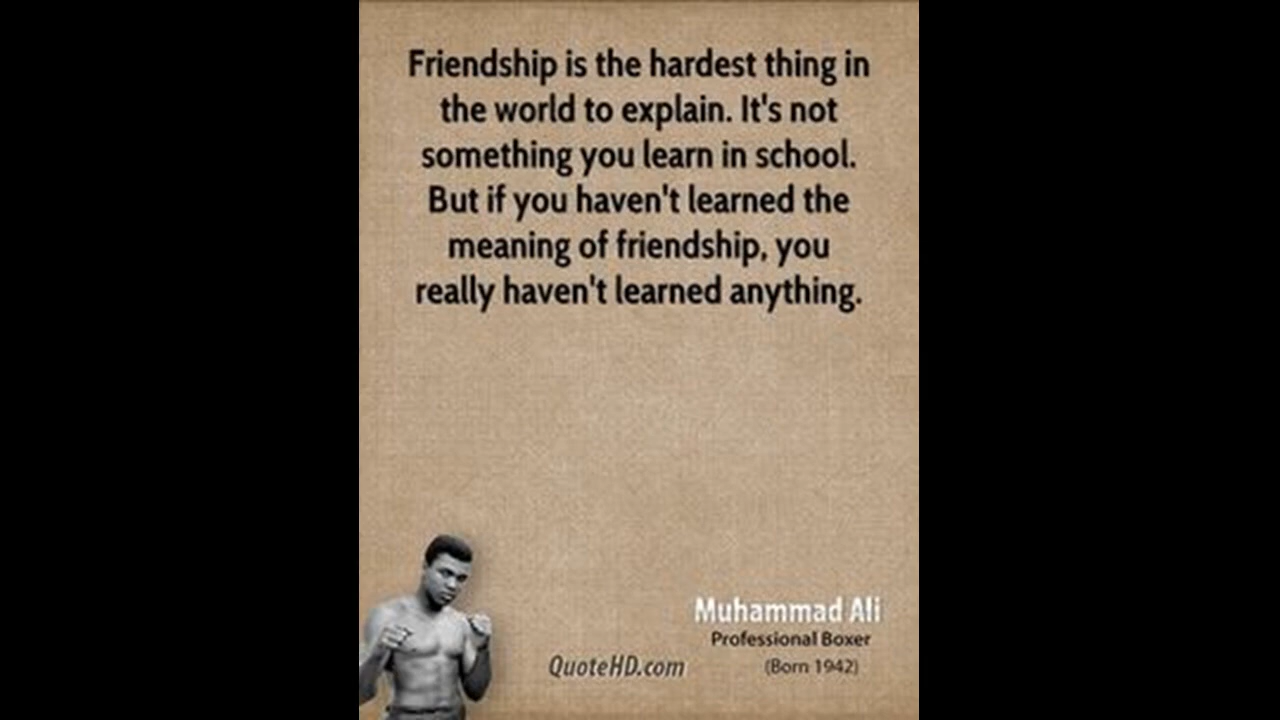 Friendship is the hardest thing in
the world to explain. It's not
something you learn in school.
But if you haven't learned the
meaning of friendship, you
really haven't learned anything.
Muhammad Ali
Professional Boxer
QuoteHD.com
(Born 1942)